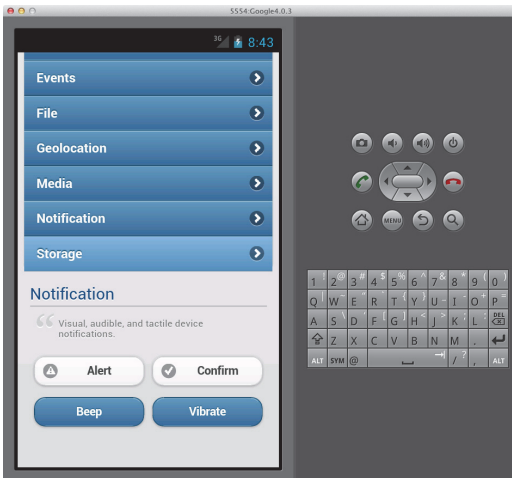 5554:Google4.0.3
3G 8:43
Events
File
Geolocation
Media
Notification
Storage
Notification
Visual, audible, and tactile device
notifications.
Alert Confirm
Beep Vibrate
MENU
1 ! 2 @ 3 # 4 $ 5 % 6 ^ 7 & 8 * 9 ( 0 )
Q W ~ E R T { Y } U - I O + P =
A S \ D F [ G ] H < J > K ; L : DEL
Z X C V B N M .
ALT SYM @ / ? , ALT